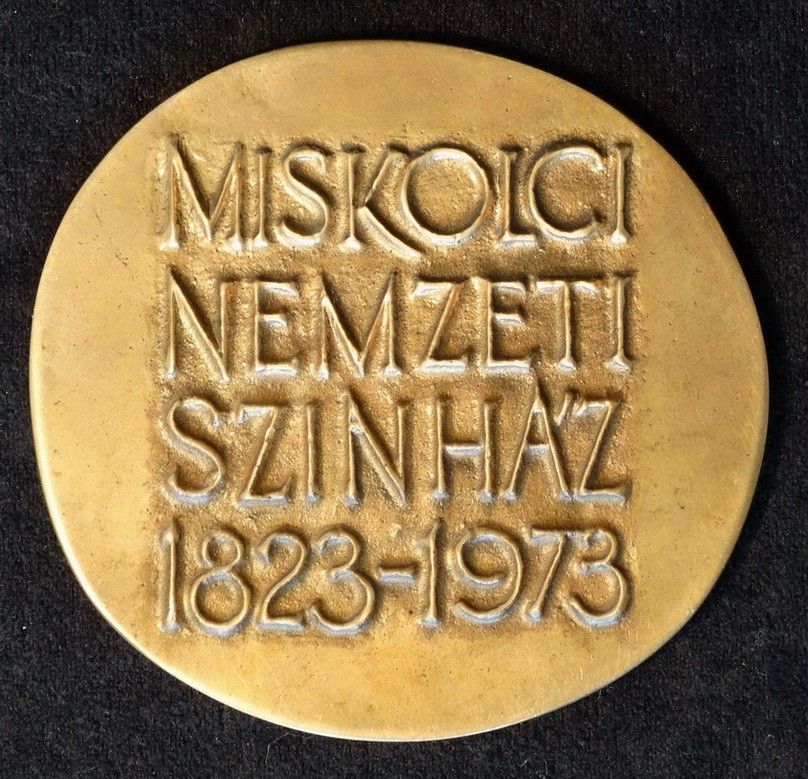 MISKOLCI
NEMZETI
SZINHÁZ
1823-1973